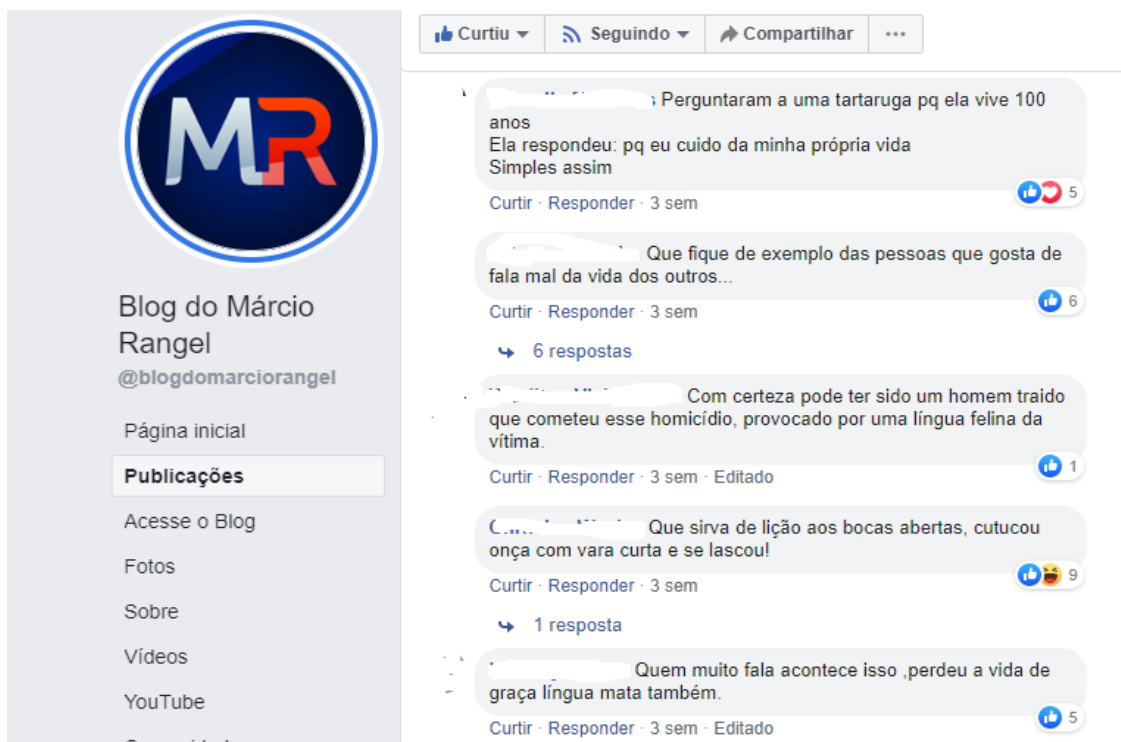 MR
Blog do Márcio
Rangel
@blogdomarciorangel
Página inicial
Publicações
Acesse o Blog
Fotos
Sobre
Vídeos
YouTube
Curtiu
Seguindo
Compartilhar
Perguntaram a uma tartaruga pq ela vive 100
anos
Ela respondeu: pq eu cuido da minha própria vida
Simples assim
5
Curtir · Responder · 3 sem
Que fique de exemplo das pessoas que gosta de
fala mal da vida dos outros...
6
Curtir · Responder · 3 sem
6 respostas
Com certeza pode ter sido um homem traido
que cometeu esse homicídio, provocado por uma língua felina da
vítima.
1
Curtir · Responder · 3 sem · Editado
Que sirva de lição aos bocas abertas, cutucou
onça com vara curta e se lascou!
9
Curtir · Responder · 3 sem
1 resposta
Quem muito fala acontece isso ,perdeu a vida de
graça língua mata também.
5
Curtir · Responder · 3 sem · Editado